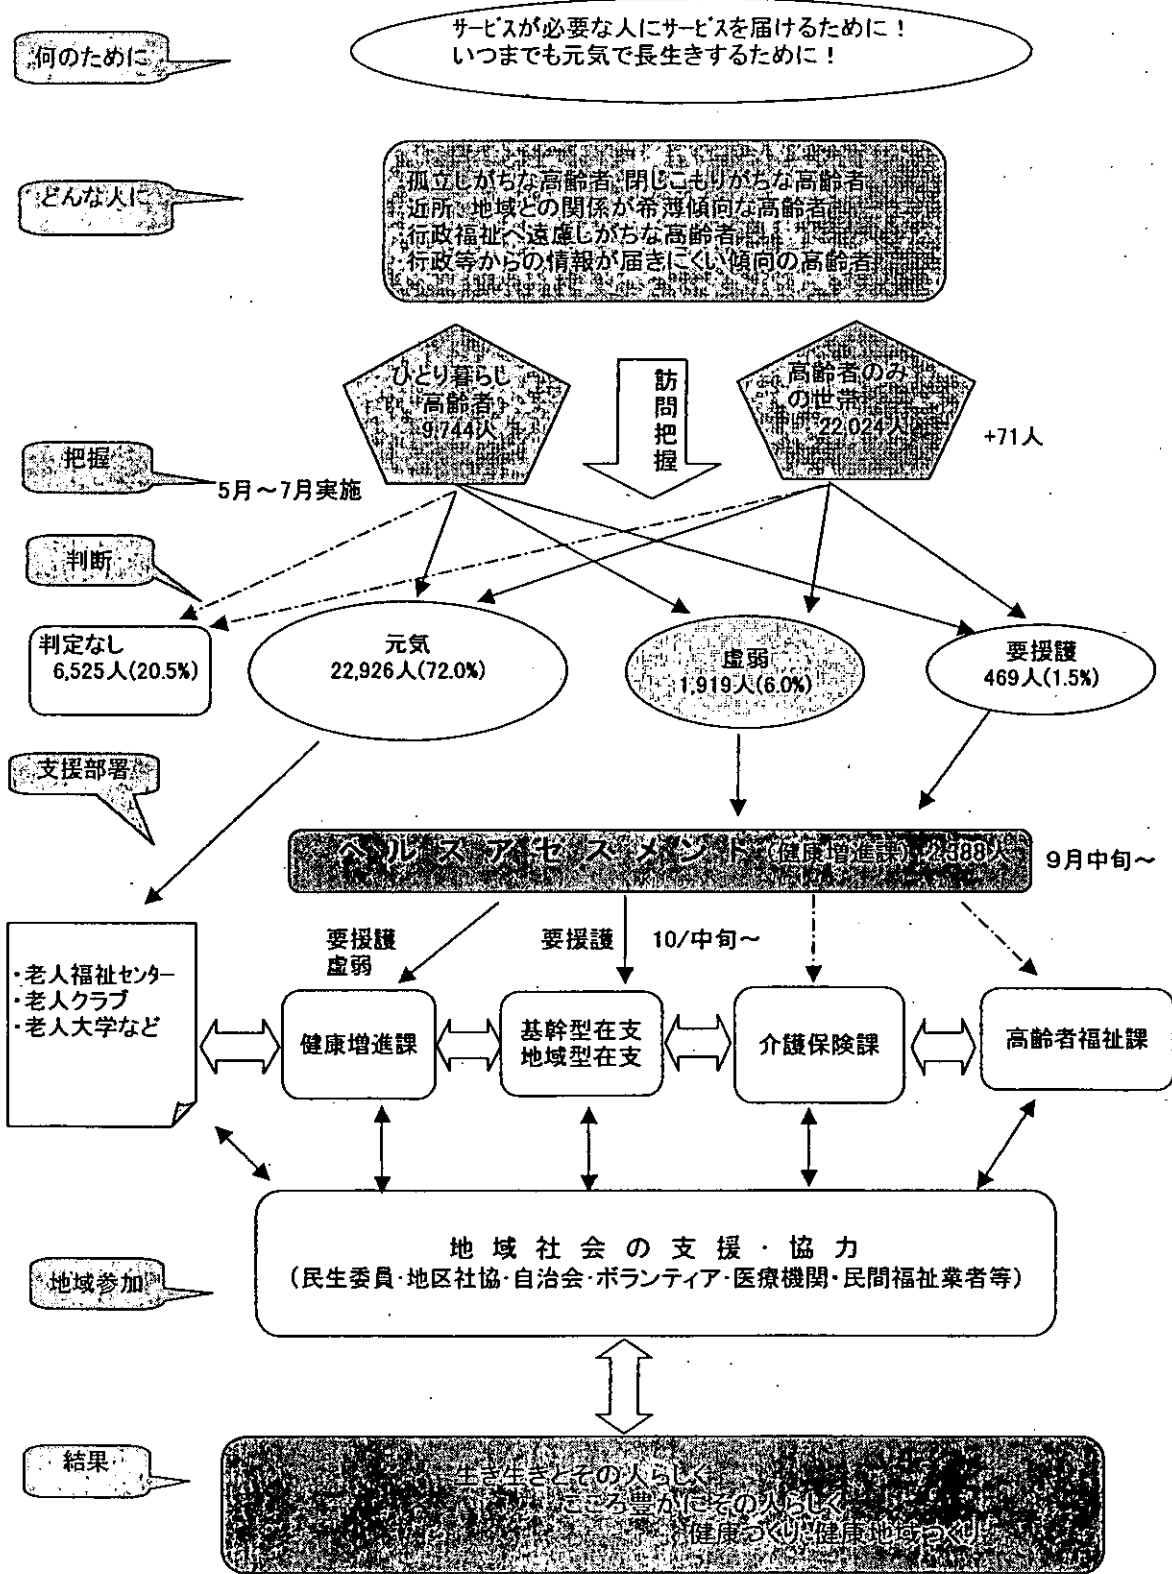 何のために
サービスが必要な人にサービスを届けるために！
いつまでも元気で長生きするために！
どんな人に
孤立しがちな高齢者、閉じこもりがちな高齢者
近所、地域との関係が希薄傾向な高齢者
行政福祉へ遠慮しがちな高齢者
行政等からの情報が届きにくい傾向の高齢者
ひとり暮らし
高齢者
9,744人
訪問把握
高齢者のみ
の世帯
22,024人
+71人
把握
5月～7月実施
判断
判定なし
6,525人(20.5%)
元気
22,926人(72.0%)
虚弱
1,919人(6.0%)
要援護
469人(1.5%)
支援部署
ヘルスアセスメント(健康増進課) 2,388人
9月中旬～
要援護
虚弱
要援護
10/中旬～
・老人福祉センター
・老人クラブ
・老人大学など
健康増進課
基幹型在支
地域型在支
介護保険課
高齢者福祉課
地域参加
地域社会の支援・協力
(民生委員・地区社協・自治会・ボランティア・医療機関・民間福祉業者等)
結果
生き生きとその人らしく
こころ豊かにその人らしく
健康づくり、健康地域づくり